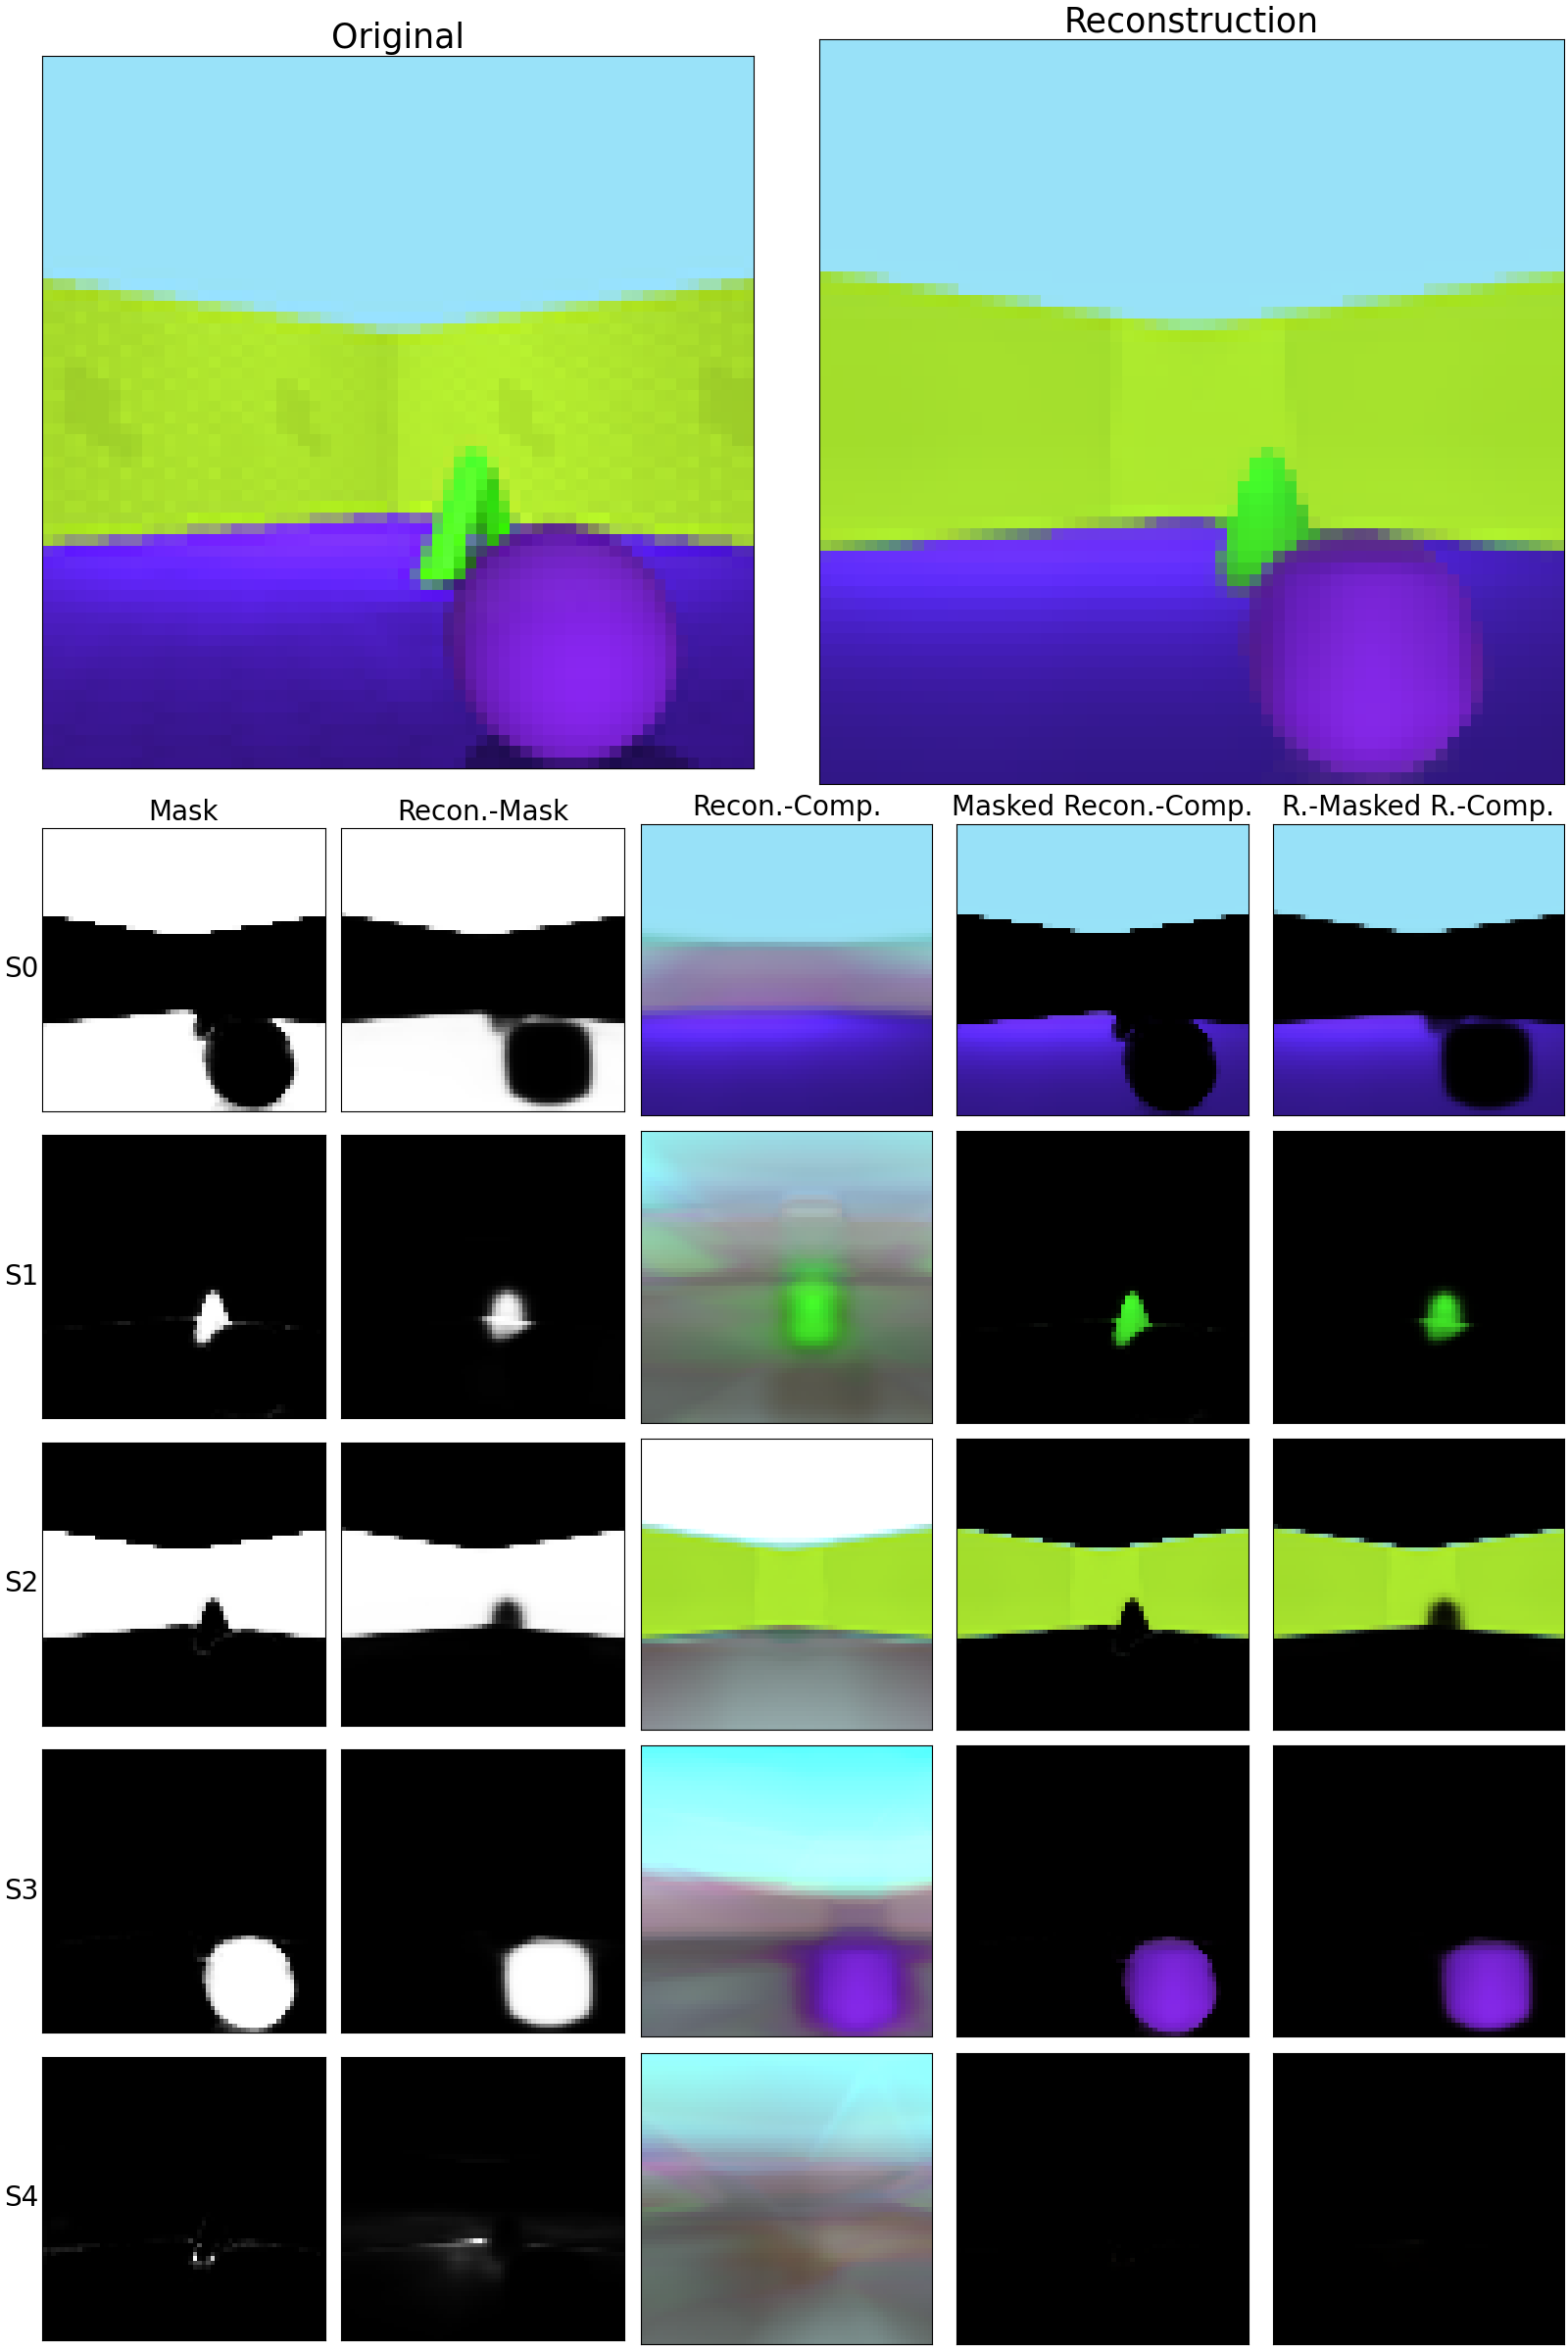 Original
Reconstruction
Mask
Recon.-Mask
Recon.-Comp.
Masked Recon.-Comp.
R.-Masked R.-Comp.
S0
S1
S2
S3
S4